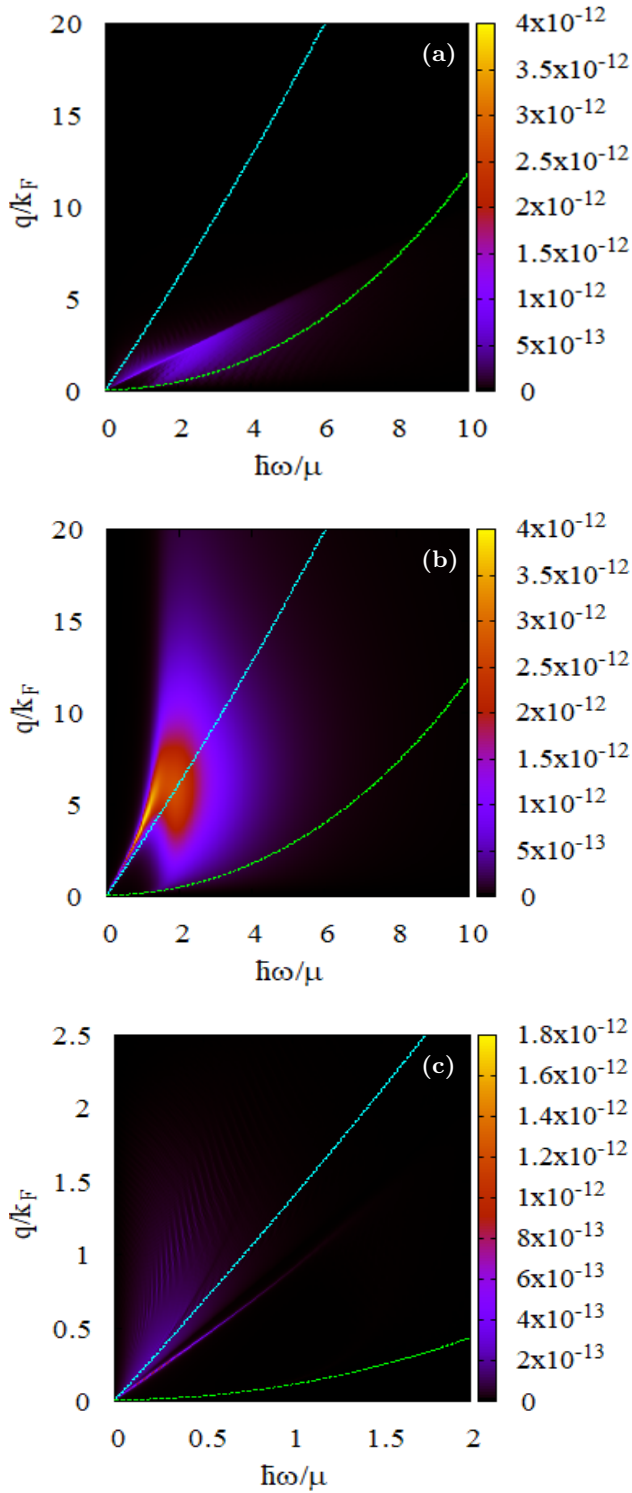 (a)
20
15
10
5
0
q/k_F
0 2 4 6 8 10
ħω/μ
4x10^-12
3.5x10^-12
3x10^-12
2.5x10^-12
2x10^-12
1.5x10^-12
1x10^-12
5x10^-13
0
(b)
20
15
10
5
0
q/k_F
0 2 4 6 8 10
ħω/μ
4x10^-12
3.5x10^-12
3x10^-12
2.5x10^-12
2x10^-12
1.5x10^-12
1x10^-12
5x10^-13
0
(c)
2.5
2
1.5
1
0.5
0
q/k_F
0 0.5 1 1.5 2
ħω/μ
1.8x10^-12
1.6x10^-12
1.4x10^-12
1.2x10^-12
1x10^-12
8x10^-13
6x10^-13
4x10^-13
2x10^-13
0